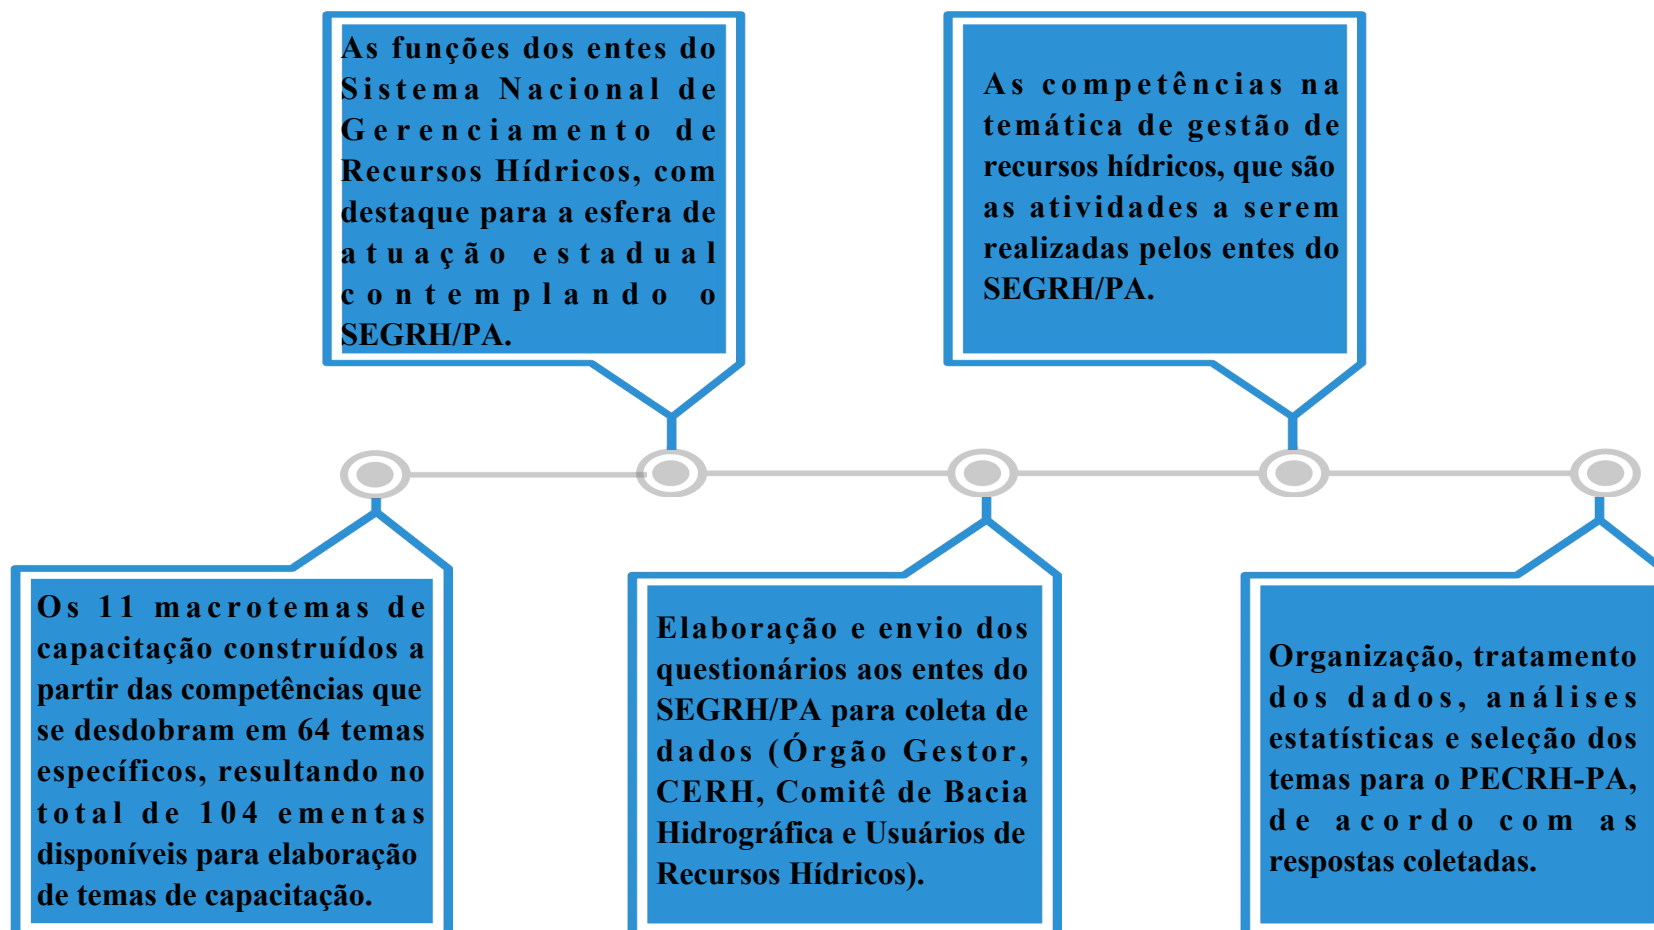 As funções dos entes do
Sistema Nacional de
Gerenciamento de
Recursos Hídricos, com
destaque para a esfera de
atuação estadual
contemplando o
SEGRH/PA.
As competências na
temática de gestão de
recursos hídricos, que são
as atividades a serem
realizadas pelos entes do
SEGRH/PA.
Os 11 macrotemas de
capacitação construídos a
partir das competências que
se desdobram em 64 temas
específicos, resultando no
total de 104 ementas
disponíveis para elaboração
de temas de capacitação.
Elaboração e envio dos
questionários aos entes do
SEGRH/PA para coleta de
dados (Órgão Gestor,
CERH, Comitê de Bacia
Hidrográfica e Usuários de
Recursos Hídricos).
Organização, tratamento
dos dados, análises
estatísticas e seleção dos
temas para o PECRH-PA,
de acordo com as
respostas coletadas.